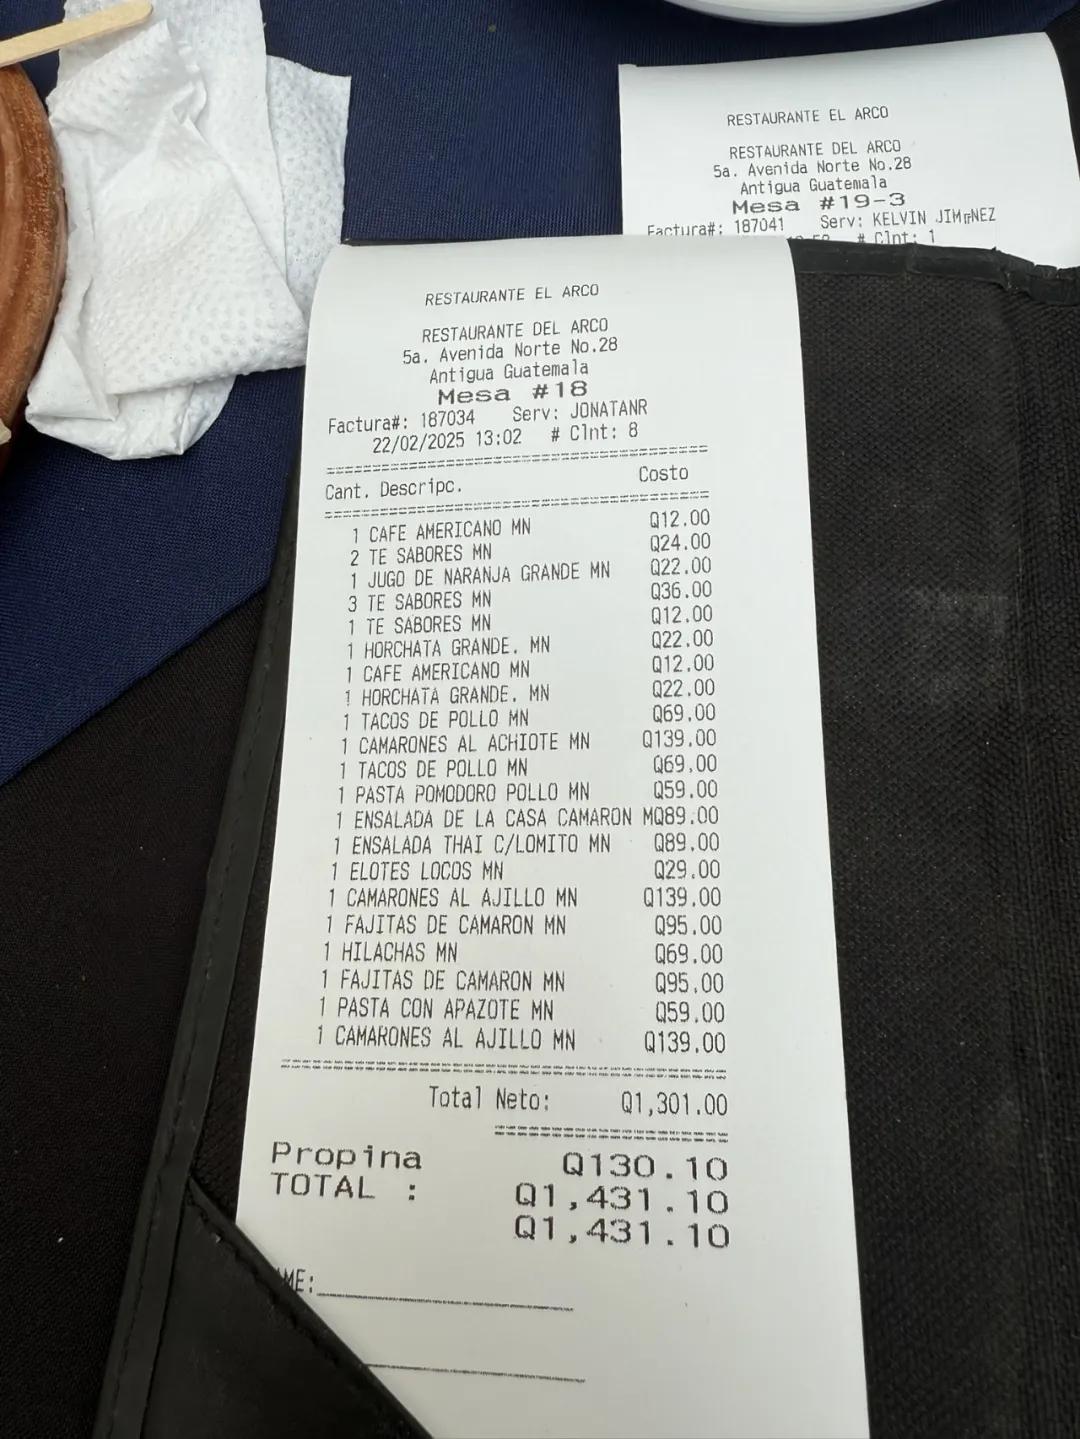 RESTAURANTE EL ARCO
RESTAURANTE DEL ARCO
5a. Avenida Norte No.28
Antigua Guatemala
Mesa #19-3
Factura#: 187041 Serv: KELVIN JIMÉNEZ
# Clnt: 1
RESTAURANTE EL ARCO
RESTAURANTE DEL ARCO
5a. Avenida Norte No.28
Antigua Guatemala
Mesa #18
Factura#: 187034 Serv: JONATANR
22/02/2025 13:02 # Clnt: 8
Cant. Descripc. Costo
1 CAFE AMERICANO MN Q12.00
2 TE SABORES MN Q24.00
1 JUGO DE NARANJA GRANDE MN Q22.00
3 TE SABORES MN Q36.00
1 TE SABORES MN Q12.00
1 HORCHATA GRANDE. MN Q22.00
1 CAFE AMERICANO MN Q12.00
1 HORCHATA GRANDE. MN Q22.00
1 TACOS DE POLLO MN Q69.00
1 CAMARONES AL ACHIOTE MN Q139.00
1 TACOS DE POLLO MN Q69.00
1 PASTA POMODORO POLLO MN Q59.00
1 ENSALADA DE LA CASA CAMARON MQ89.00
1 ENSALADA THAI C/LOMITO MN Q89.00
1 ELOTES LOCOS MN Q29.00
1 CAMARONES AL AJILLO MN Q139.00
1 FAJITAS DE CAMARON MN Q95.00
1 HILACHAS MN Q69.00
1 FAJITAS DE CAMARON MN Q95.00
1 PASTA CON APAZOTE MN Q59.00
1 CAMARONES AL AJILLO MN Q139.00
Total Neto: Q1,301.00
Propina Q130.10
TOTAL : Q1,431.10
Q1,431.10